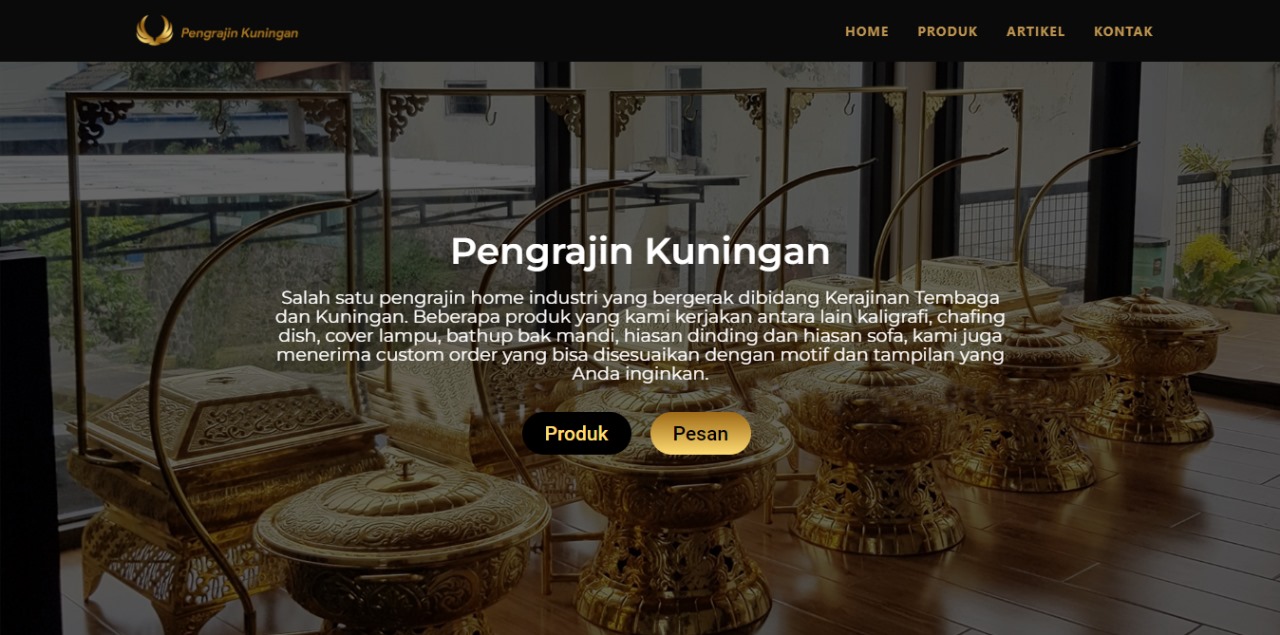 Pengrajin Kuningan
HOME PRODUK ARTIKEL KONTAK
Pengrajin Kuningan
Salah satu pengrajin home industri yang bergerak dibidang Kerajinan Tembaga
dan Kuningan. Beberapa produk yang kami kerjakan antara lain kaligrafi, chafing
dish, cover lampu, bathup bak mandi, hiasan dinding dan hiasan sofa, kami juga
menerima custom order yang bisa disesuaikan dengan motif dan tampilan yang
Anda inginkan.
Produk Pesan